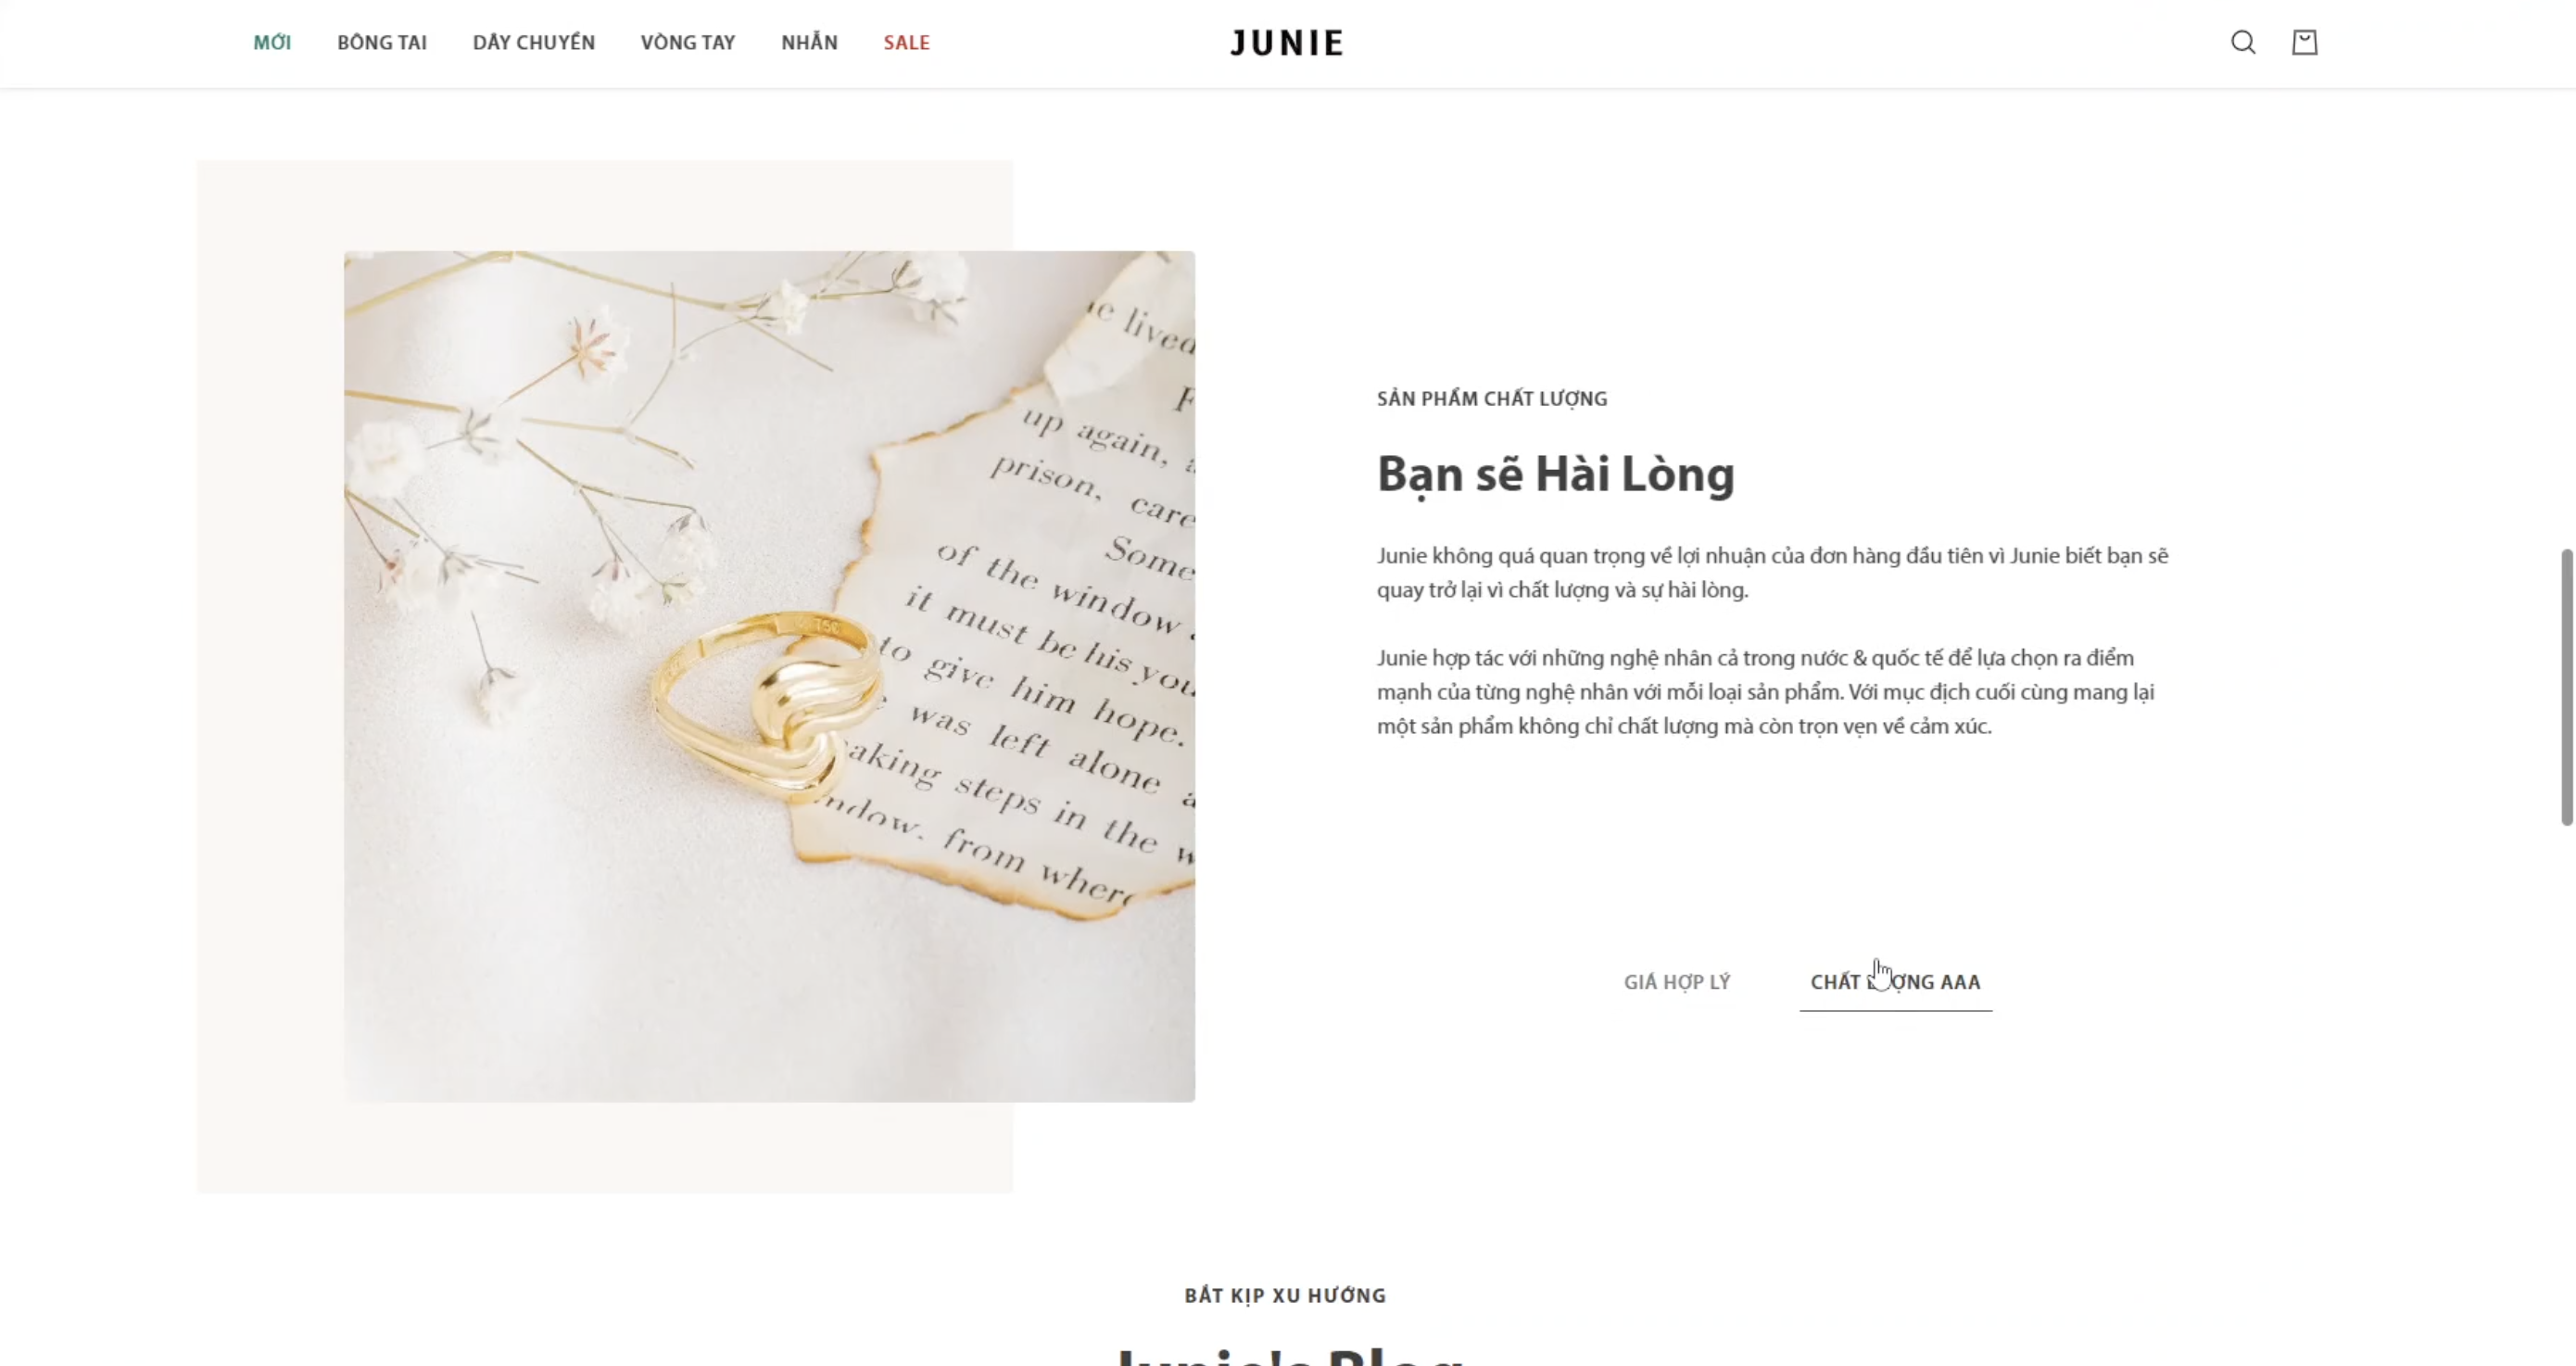 MỚI BÔNG TAI DÂY CHUYỀN VÒNG TAY NHẪN SALE
JUNIE
ie lived
F
up again,
prison, care
Some
of the window
it must be his you
to give him hope.
was left alone a
aking steps in the w
ndow. from where
SẢN PHẨM CHẤT LƯỢNG
Bạn sẽ Hài Lòng
Junie không quá quan trọng về lợi nhuận của đơn hàng đầu tiên vì Junie biết bạn sẽ
quay trở lại vì chất lượng và sự hài lòng.
Junie hợp tác với những nghệ nhân cả trong nước & quốc tế để lựa chọn ra điểm
mạnh của từng nghệ nhân với mỗi loại sản phẩm. Với mục địch cuối cùng mang lại
một sản phẩm không chỉ chất lượng mà còn trọn vẹn về cảm xúc.
GIÁ HỢP LÝ CHẤT LƯỢNG AAA
BẮT KỊP XU HƯỚNG
Junie's Blog